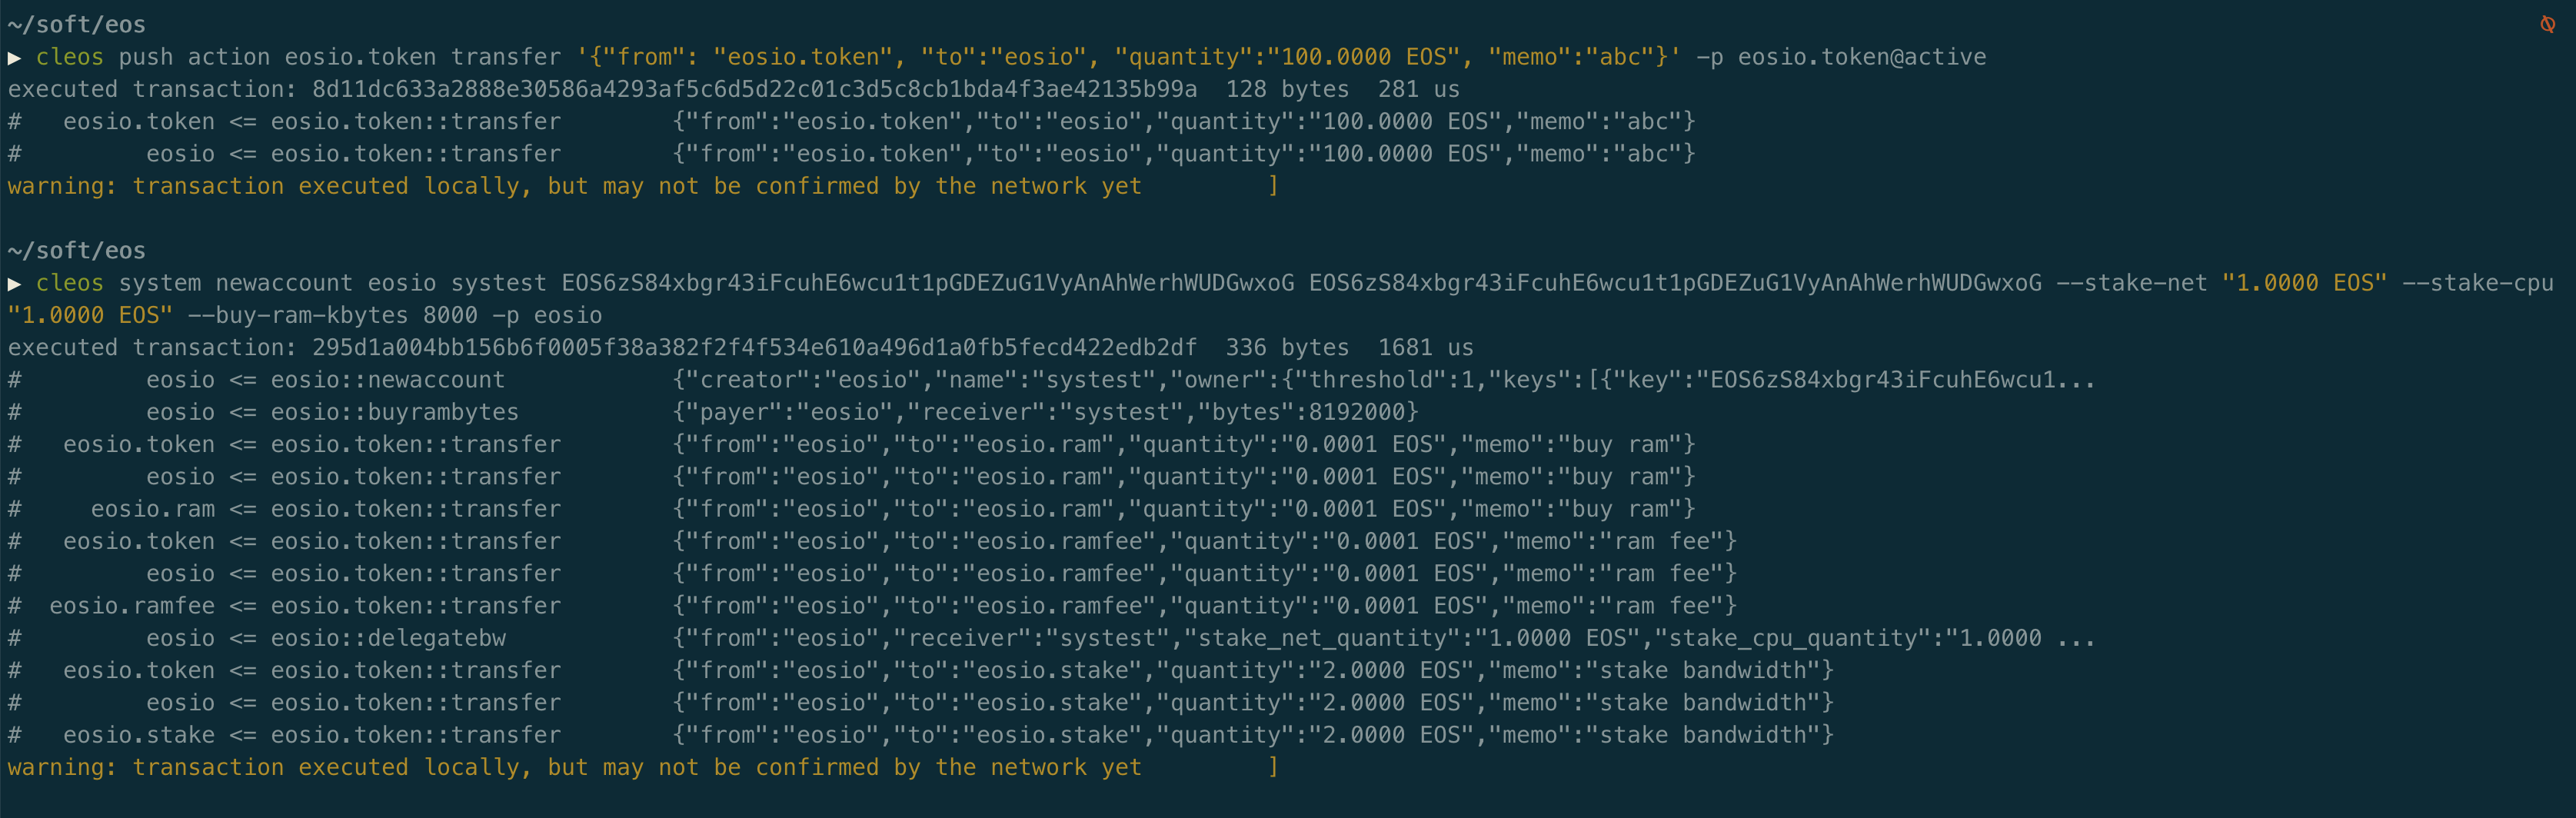 ~/soft/eos
▶ cleos push action eosio.token transfer '{"from": "eosio.token", "to":"eosio", "quantity":"100.0000 EOS", "memo":"abc"}' -p eosio.token@active
executed transaction: 8d11dc633a2888e30586a4293af5c6d5d22c01c3d5c8cb1bda4f3ae42135b99a  128 bytes  281 us
#   eosio.token <= eosio.token::transfer        {"from":"eosio.token","to":"eosio","quantity":"100.0000 EOS","memo":"abc"}
#         eosio <= eosio.token::transfer        {"from":"eosio.token","to":"eosio","quantity":"100.0000 EOS","memo":"abc"}
warning: transaction executed locally, but may not be confirmed by the network yet         ]
~/soft/eos
▶ cleos system newaccount eosio systest EOS6zS84xbgr43iFcuhE6wcu1t1pGDEZuG1VyAnAhWerhWUDGwxoG EOS6zS84xbgr43iFcuhE6wcu1t1pGDEZuG1VyAnAhWerhWUDGwxoG --stake-net "1.0000 EOS" --stake-cpu
"1.0000 EOS" --buy-ram-kbytes 8000 -p eosio
executed transaction: 295d1a004bb156b6f0005f38a382f2f4f534e610a496d1a0fb5fecd422edb2df  336 bytes  1681 us
#         eosio <= eosio::newaccount            {"creator":"eosio","name":"systest","owner":{"threshold":1,"keys":[{"key":"EOS6zS84xbgr43iFcuhE6wcu1...
#         eosio <= eosio::buyrambytes           {"payer":"eosio","receiver":"systest","bytes":8192000}
#   eosio.token <= eosio.token::transfer        {"from":"eosio","to":"eosio.ram","quantity":"0.0001 EOS","memo":"buy ram"}
#         eosio <= eosio.token::transfer        {"from":"eosio","to":"eosio.ram","quantity":"0.0001 EOS","memo":"buy ram"}
#     eosio.ram <= eosio.token::transfer        {"from":"eosio","to":"eosio.ram","quantity":"0.0001 EOS","memo":"buy ram"}
#   eosio.token <= eosio.token::transfer        {"from":"eosio","to":"eosio.ramfee","quantity":"0.0001 EOS","memo":"ram fee"}
#         eosio <= eosio.token::transfer        {"from":"eosio","to":"eosio.ramfee","quantity":"0.0001 EOS","memo":"ram fee"}
#  eosio.ramfee <= eosio.token::transfer        {"from":"eosio","to":"eosio.ramfee","quantity":"0.0001 EOS","memo":"ram fee"}
#         eosio <= eosio::delegatebw            {"from":"eosio","receiver":"systest","stake_net_quantity":"1.0000 EOS","stake_cpu_quantity":"1.0000 ...
#   eosio.token <= eosio.token::transfer        {"from":"eosio","to":"eosio.stake","quantity":"2.0000 EOS","memo":"stake bandwidth"}
#         eosio <= eosio.token::transfer        {"from":"eosio","to":"eosio.stake","quantity":"2.0000 EOS","memo":"stake bandwidth"}
#   eosio.stake <= eosio.token::transfer        {"from":"eosio","to":"eosio.stake","quantity":"2.0000 EOS","memo":"stake bandwidth"}
warning: transaction executed locally, but may not be confirmed by the network yet         ]